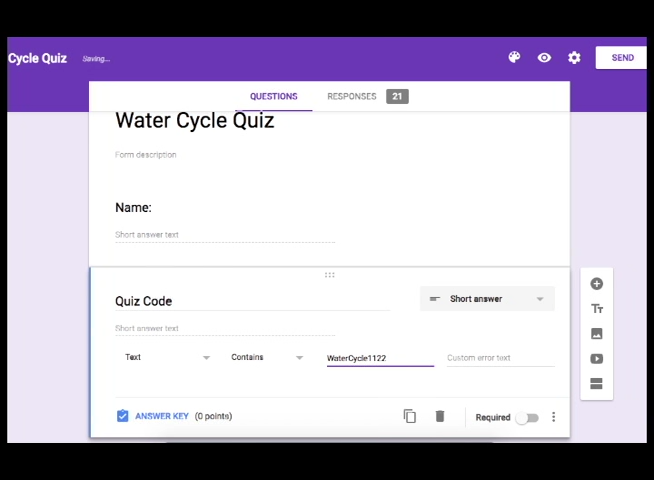 Cycle Quiz Saving... SEND
QUESTIONS RESPONSES 21
Water Cycle Quiz
Form description
Name:
Short answer text
Quiz Code Short answer
Short answer text
Text Contains WaterCycle1122 Custom error text
ANSWER KEY (0 points) Required